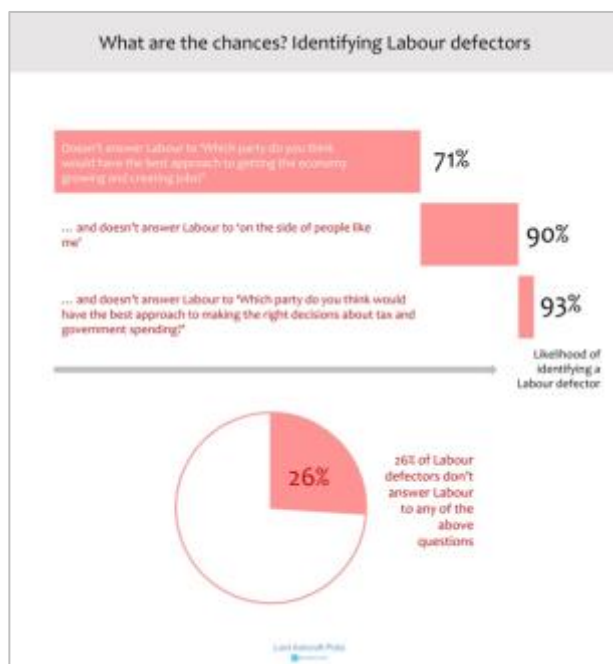 What are the chances? Identifying Labour defectors
Doesn't answer Labour to 'Which party do you think
would have the best approach to getting the economy
growing and creating jobs?'
71%
... and doesn't answer Labour to 'on the side of people like
me'
90%
... and doesn't answer Labour to 'Which party do you think would
have the best approach to making the right decisions about tax and
government spending?'
93%
Likelihood of
identifying a
Labour defector
26%
26% of Labour
defectors don't
answer Labour
to any of the
above
questions
Lord Ashcroft Polls